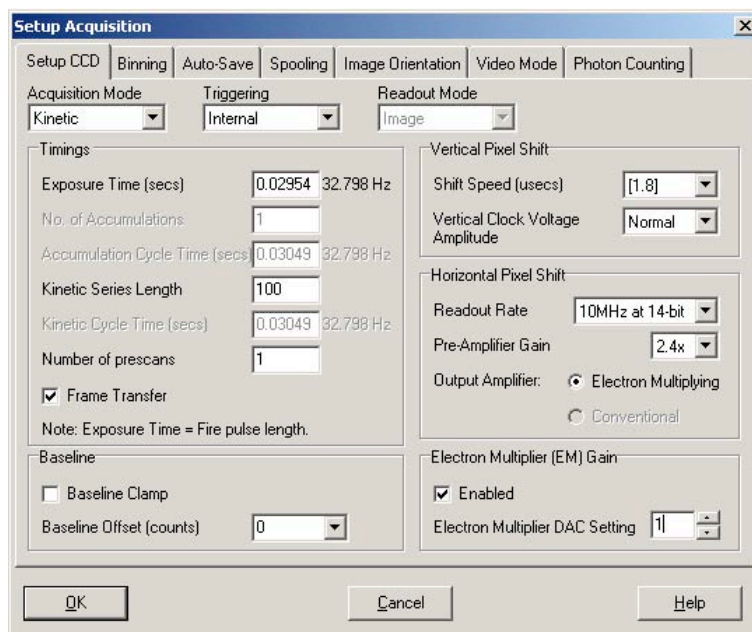 Setup Acquisition
Setup CCD Binning Auto-Save Spooling Image Orientation Video Mode Photon Counting
Acquisition Mode Triggering Readout Mode
Kinetic Internal Image
Timings
Exposure Time (secs) 0.02954 32.798 Hz
No. of Accumulations 1
Accumulation Cycle Time (secs) 0.03049 32.798 Hz
Kinetic Series Length 100
Kinetic Cycle Time (secs) 0.03049 32.798 Hz
Number of prescans 1
Frame Transfer
Note: Exposure Time = Fire pulse length.
Baseline
Baseline Clamp
Baseline Offset (counts) 0
Vertical Pixel Shift
Shift Speed (usecs) [1.8]
Vertical Clock Voltage
Amplitude Normal
Horizontal Pixel Shift
Readout Rate 10MHz at 14-bit
Pre-Amplifier Gain 2.4x
Output Amplifier: Electron Multiplying
Conventional
Electron Multiplier (EM) Gain
Enabled
Electron Multiplier DAC Setting 1
OK Cancel Help